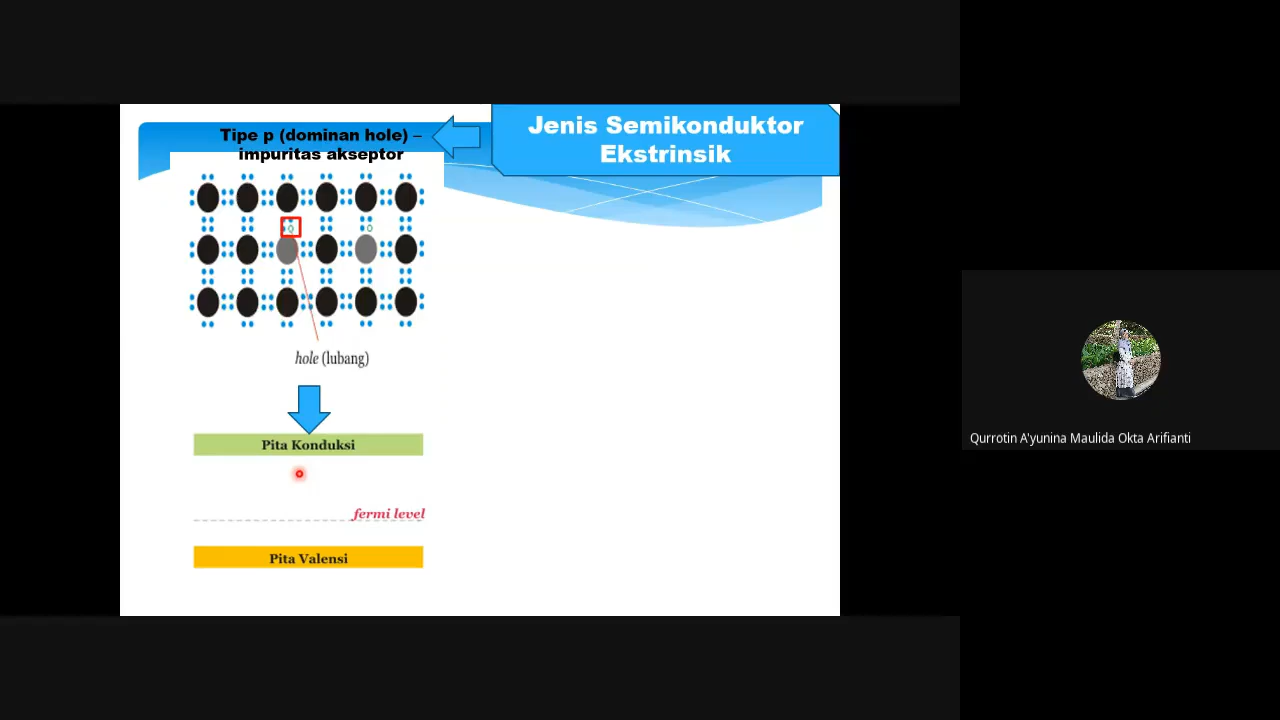 Jenis Semikonduktor
Ekstrinsik
Tipe p (dominan hole) –
impuritas akseptor
hole (lubang)
Pita Konduksi
fermi level
Pita Valensi
Qurrotin A'yunina Maulida Okta Arifianti